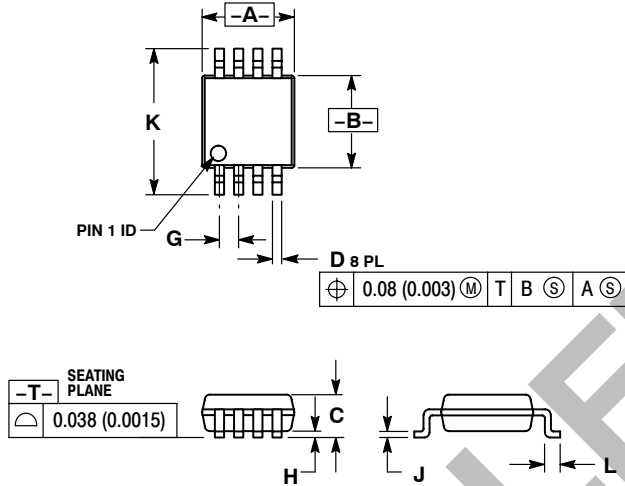 –A–
K
–B–
PIN 1 ID
G
D 8 PL
⌖ 0.08 (0.003) Ⓜ T B Ⓢ A Ⓢ
–T– SEATING PLANE
⌓ 0.038 (0.0015)
C
H
J
L